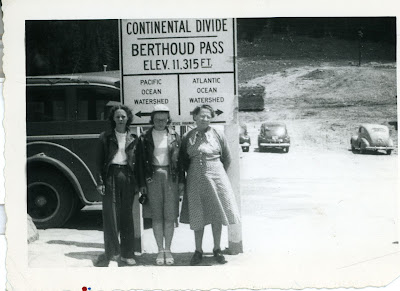 CONTINENTAL DIVIDE
BERTHOUD PASS
ELEV. 11,315 FT.
PACIFIC
OCEAN
WATERSHED
ATLANTIC
OCEAN
WATERSHED